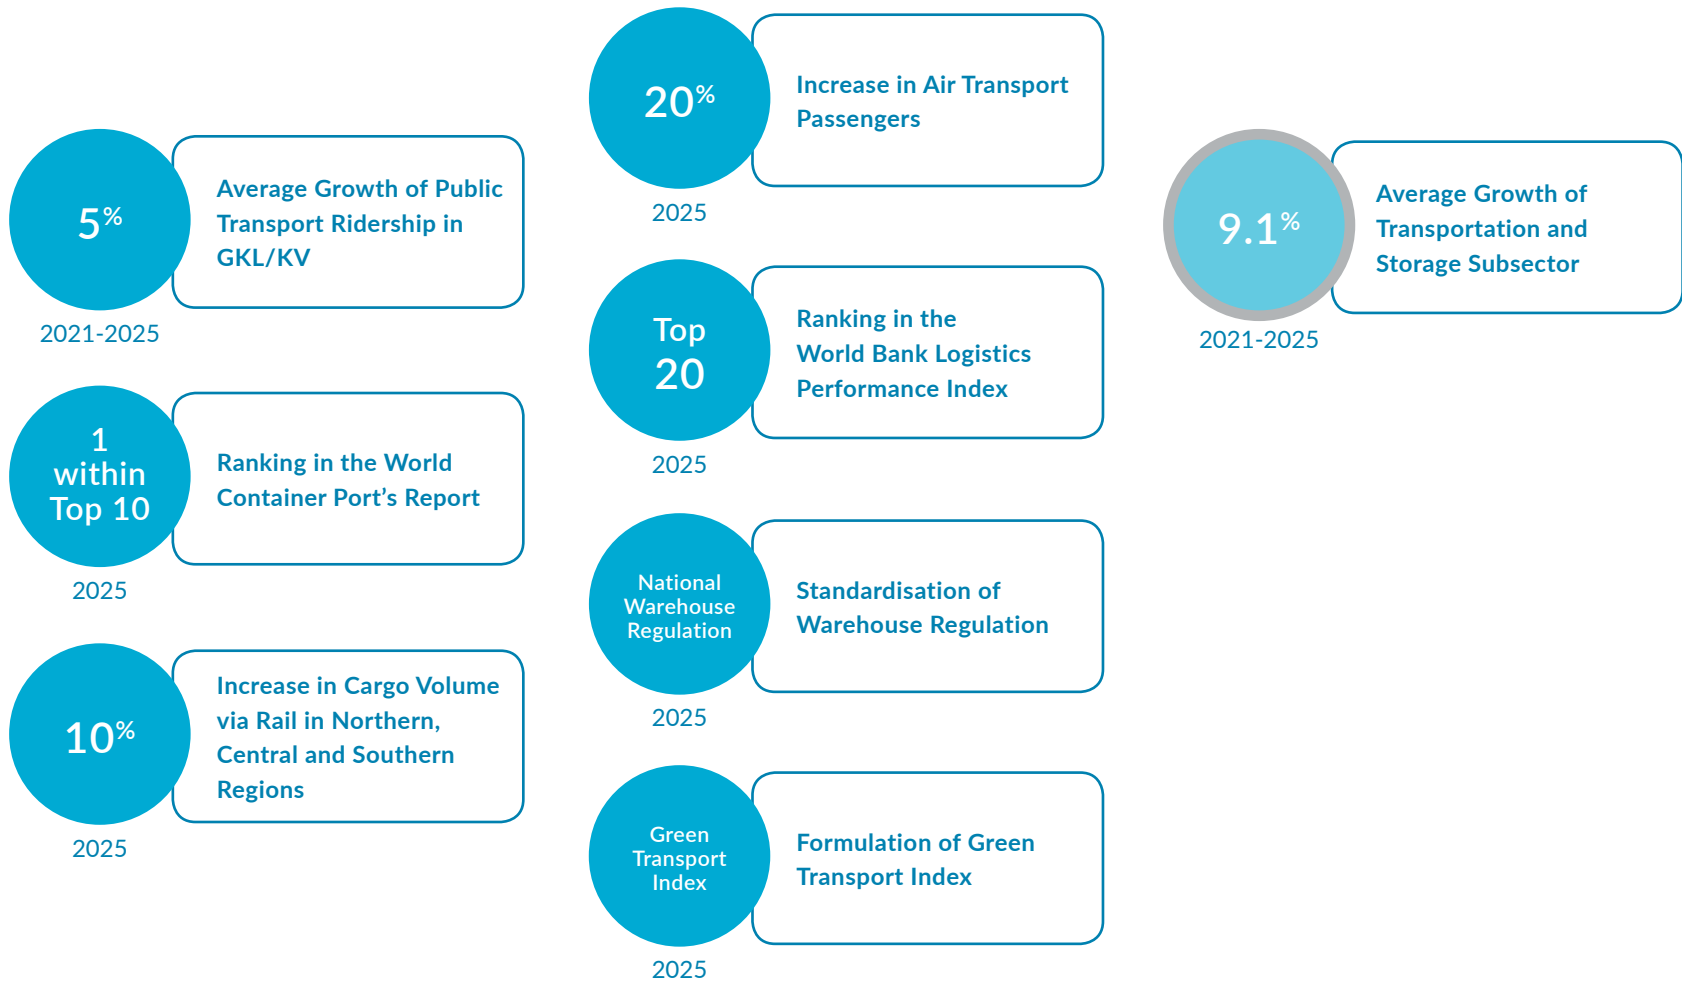 5%
Average Growth of Public
Transport Ridership in
GKL/KV
2021-2025
1
within
Top 10
Ranking in the World
Container Port’s Report
2025
10%
Increase in Cargo Volume
via Rail in Northern,
Central and Southern
Regions
2025
20%
Increase in Air Transport
Passengers
2025
Top
20
Ranking in the
World Bank Logistics
Performance Index
2025
National
Warehouse
Regulation
Standardisation of
Warehouse Regulation
2025
Green
Transport
Index
Formulation of Green
Transport Index
2025
9.1%
Average Growth of
Transportation and
Storage Subsector
2021-2025